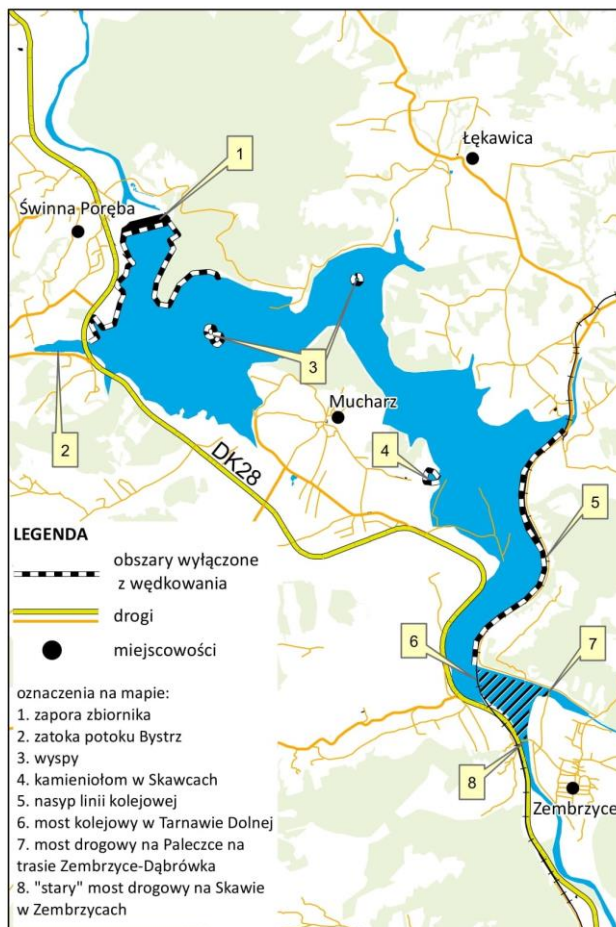 1
Łękawica
Świnna Poręba
3
Mucharz
2
4
DK28
5
LEGENDA
obszary wyłączone
z wędkowania
drogi
miejscowości
6
7
8
Zembrzyce
oznaczenia na mapie:
1. zapora zbiornika
2. zatoka potoku Bystrz
3. wyspy
4. kamieniołom w Skawcach
5. nasyp linii kolejowej
6. most kolejowy w Tarnawie Dolnej
7. most drogowy na Paleczce na
trasie Zembrzyce-Dąbrówka
8. "stary" most drogowy na Skawie
w Zembrzycach